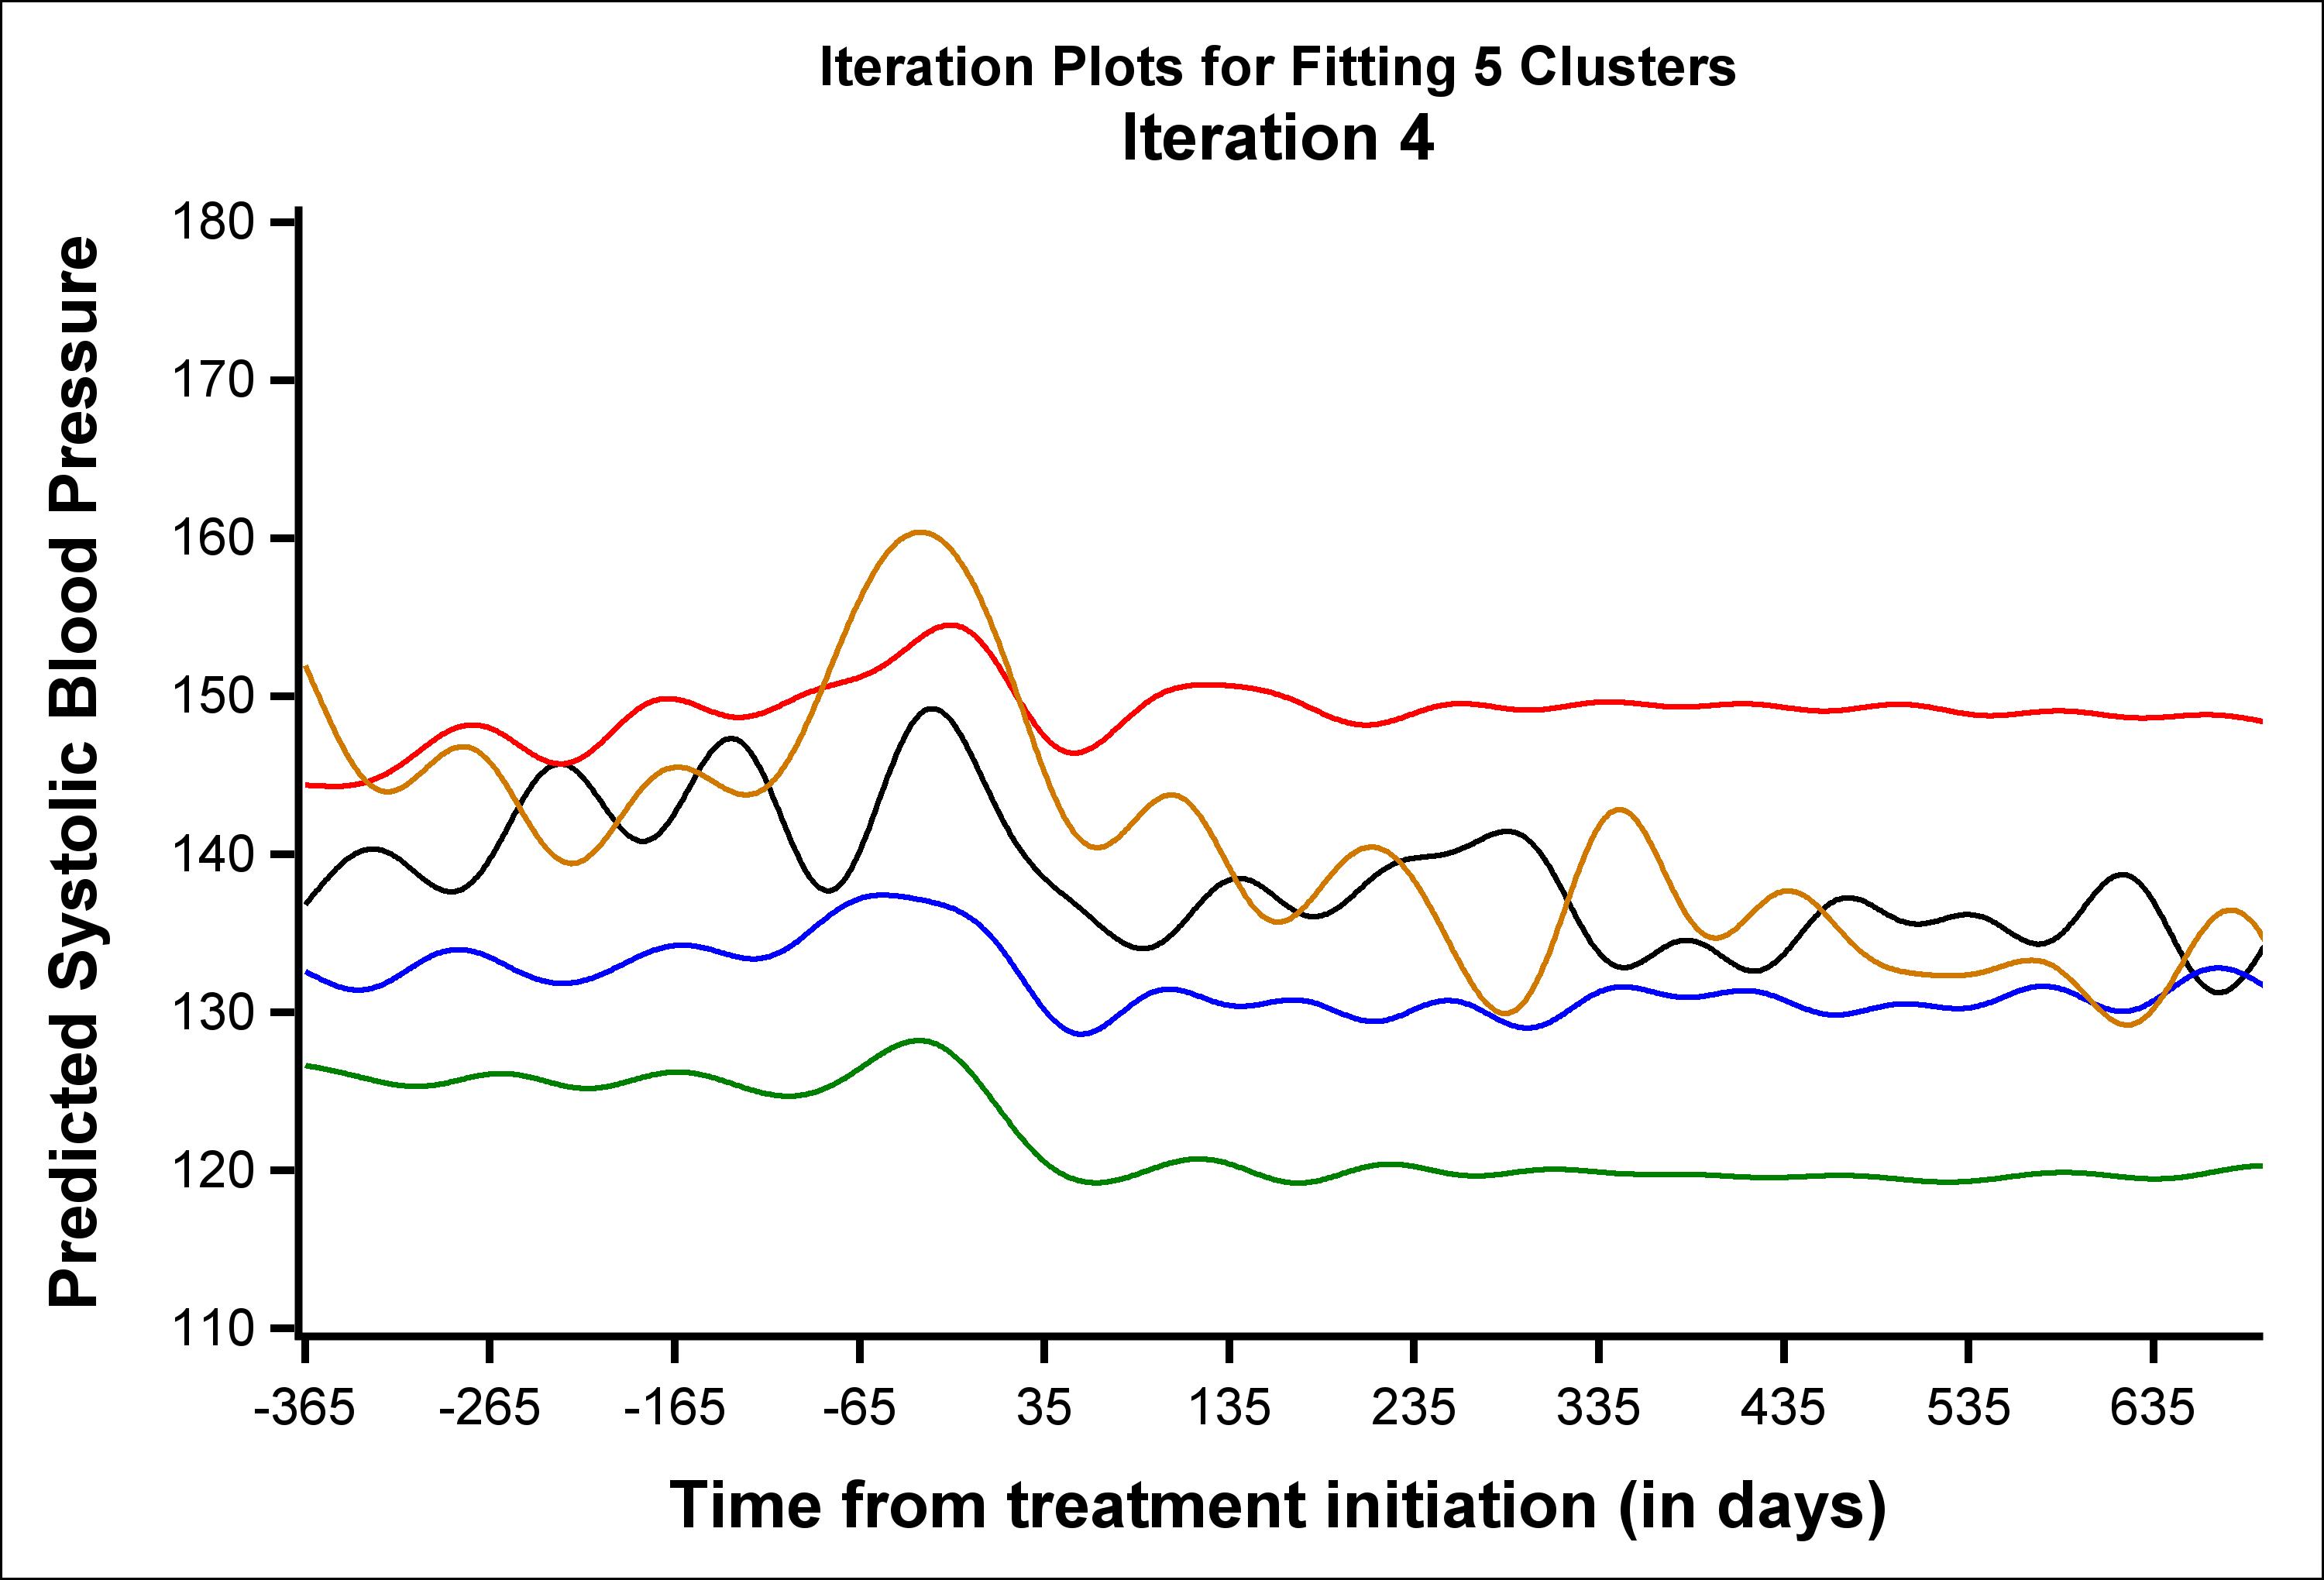 Iteration Plots for Fitting 5 Clusters
Iteration 4
Predicted Systolic Blood Pressure
180
170
160
150
140
130
120
110
-365 -265 -165 -65 35 135 235 335 435 535 635
Time from treatment initiation (in days)